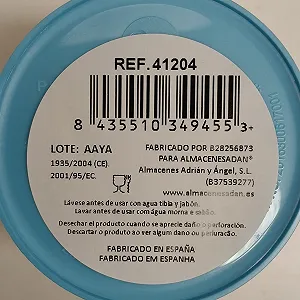 REF. 41204
8 435510 349455 3+
LOTE: AAYA
1935/2004 (CE).
2001/95/EC.
FABRICADO POR B28256873
PARA ALMACENESADAN®
Almacenes Adrián y Ángel, S.L.
(B37539277)
www.almacenesadan.es
Lávese antes de usar con agua tibia y jabón.
Lavar antes de usar com água morna e sabão.
Desechar el producto cuando se aprecie daño o perforación.
Descartar o produto ao ver algum dano ou perfuracão.
FABRICADO EN ESPAÑA
FABRICADO EM ESPANHA